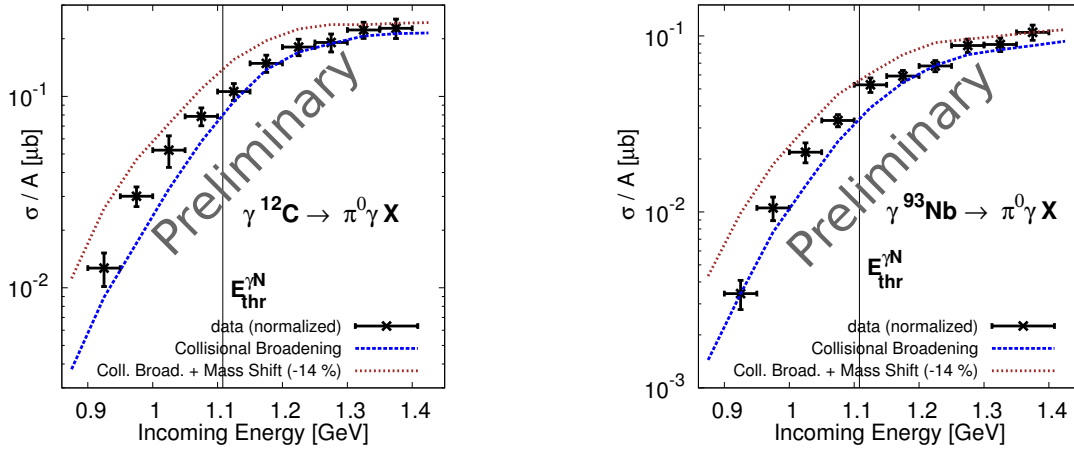 σ / A [μb]
10⁻¹
10⁻²
Preliminary
γ ¹²C → π⁰γ X
E_thr^γN
data (normalized)
Collisional Broadening
Coll. Broad. + Mass Shift (-14 %)
0.9 1 1.1 1.2 1.3 1.4
Incoming Energy [GeV]
σ / A [μb]
10⁻¹
10⁻²
10⁻³
Preliminary
γ ⁹³Nb → π⁰γ X
E_thr^γN
data (normalized)
Collisional Broadening
Coll. Broad. + Mass Shift (-14 %)
0.9 1 1.1 1.2 1.3 1.4
Incoming Energy [GeV]